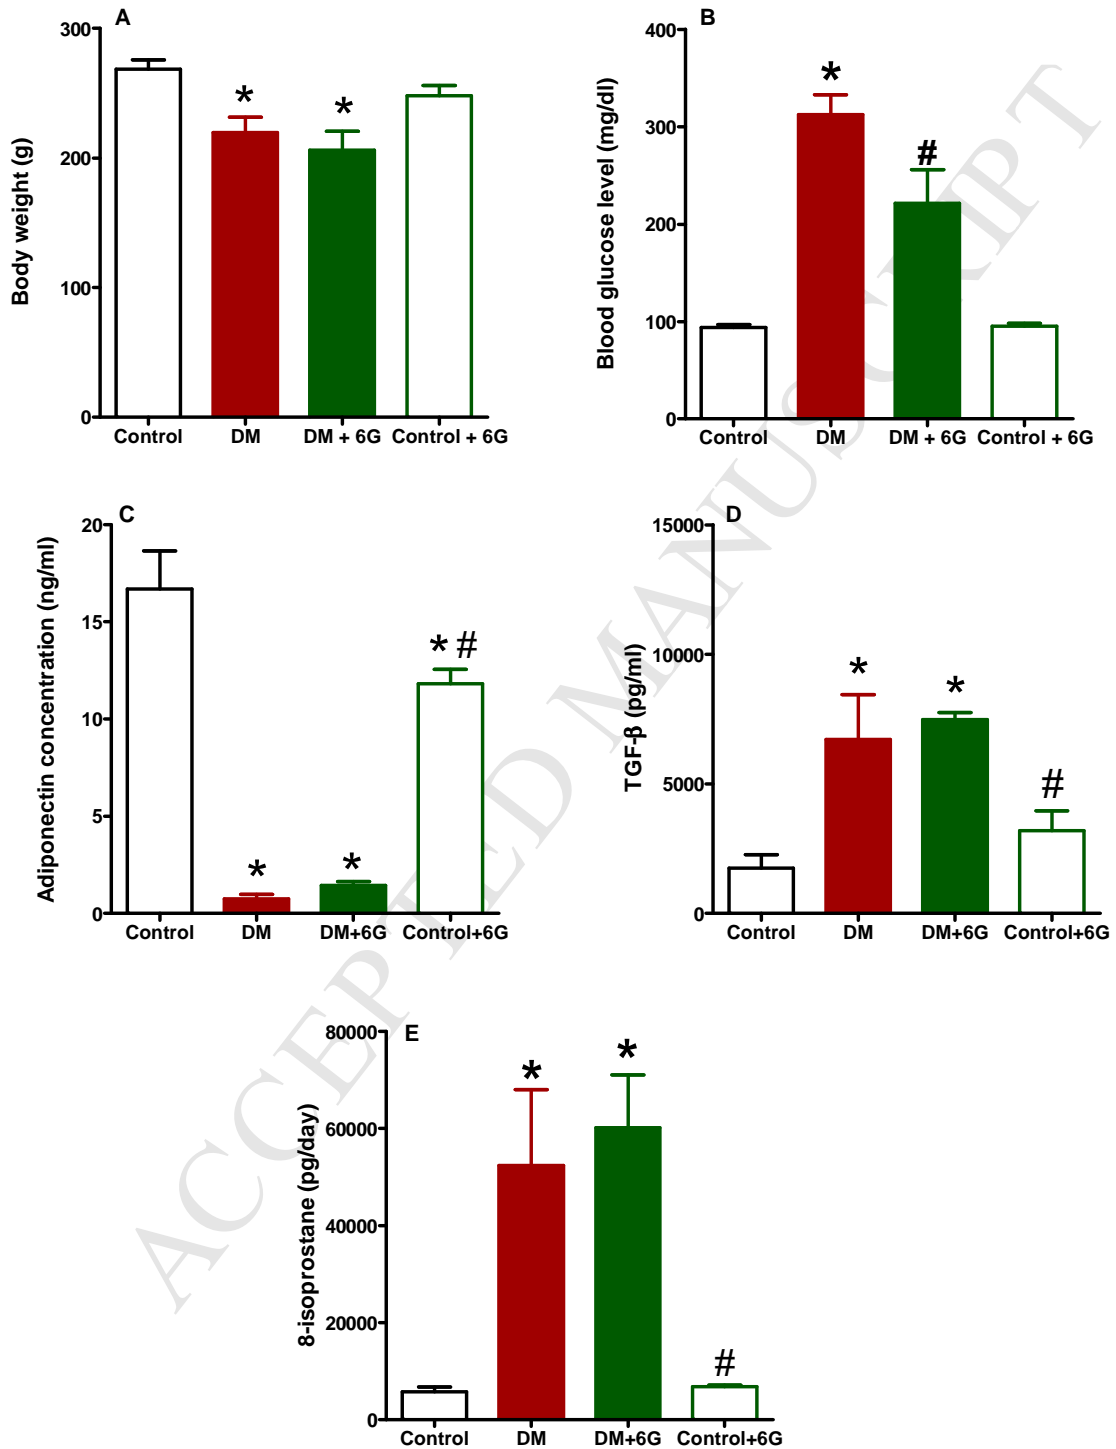 A
Body weight (g)
300
200
100
0
* *
Control DM DM + 6G Control + 6G
B
Blood glucose level (mg/dl)
400
300
200
100
0
*
#
Control DM DM + 6G Control + 6G
C
Adiponectin concentration (ng/ml)
20
15
10
5
0
* * * #
Control DM DM+6G Control+6G
D
TGF-β (pg/ml)
15000
10000
5000
0
* * #
Control DM DM+6G Control+6G
E
8-isoprostane (pg/day)
80000
60000
40000
20000
0
* * #
Control DM DM+6G Control+6G
ACCEPTED MANUSCRIPT